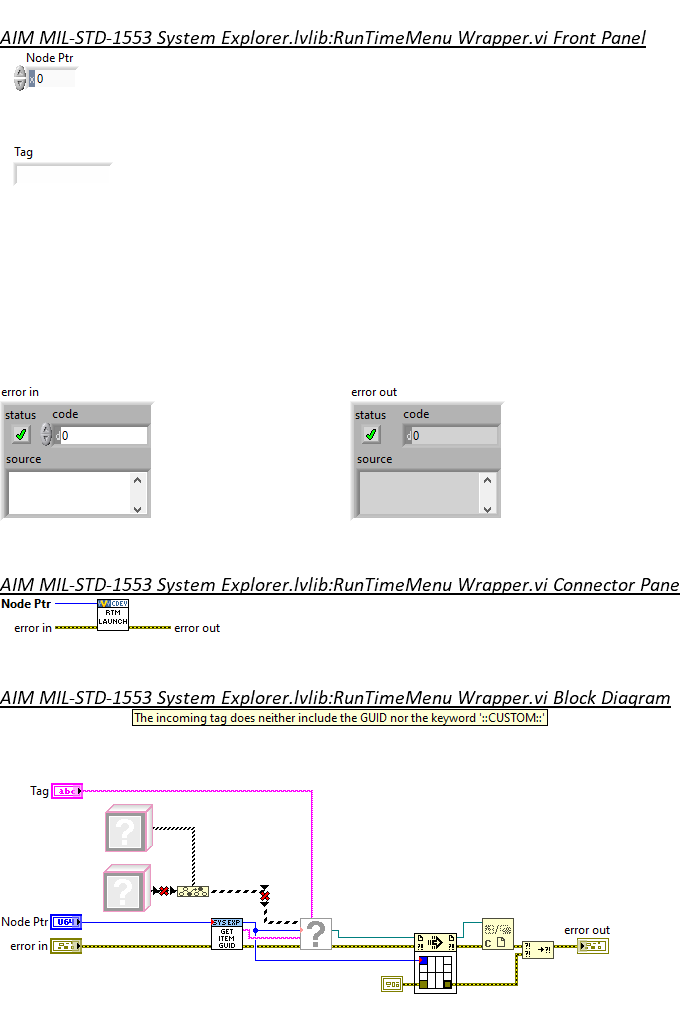 AIM MIL-STD-1553 System Explorer.lvlib:RunTimeMenu Wrapper.vi Front Panel
Node Ptr
x 0
Tag
error in
error out
status code
status code
d 0
d 0
source
source
AIM MIL-STD-1553 System Explorer.lvlib:RunTimeMenu Wrapper.vi Connector Pane
Node Ptr
CDEV
RTM
LAUNCH
error in
error out
AIM MIL-STD-1553 System Explorer.lvlib:RunTimeMenu Wrapper.vi Block Diagram
The incoming tag does neither include the GUID nor the keyword '::CUSTOM::'
Tag
abc
?
?
Node Ptr
U64
SYS EXP
GET
ITEM
GUID
?
error in
error out
?!
?!
C
?!
?!
?!